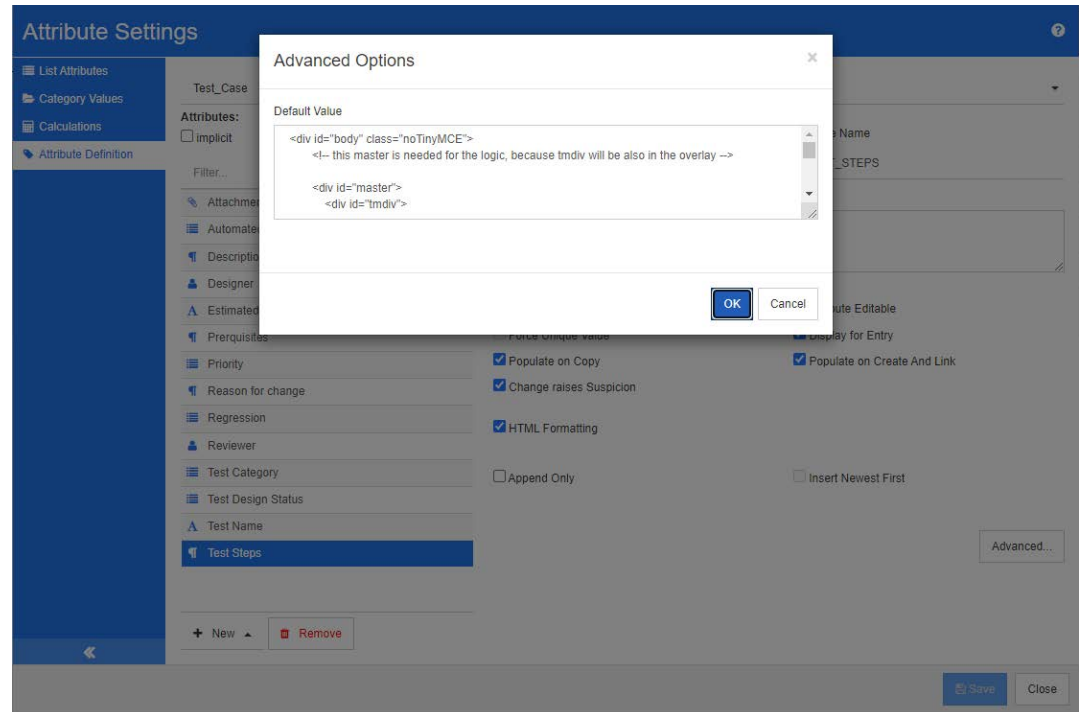 Attribute Settings
Advanced Options
×
Default Value
<div id="body" class="noTinyMCE">
<!-- this master is needed for the logic, because tmdiv will be also in the overlay -->
<div id="master">
<div id="tmdiv">
OK
Cancel
List Attributes
Category Values
Calculations
Attribute Definition
Test_Case
Attributes:
implicit
Filter...
Name
_STEPS
Attachme
Automate
Descriptio
Designer
Estimated
Prerquisites
Priority
Reason for change
Regression
Reviewer
Test Category
Test Design Status
Test Name
Test Steps
ute Editable
Force Unique Value
Display for Entry
Populate on Copy
Populate on Create And Link
Change raises Suspicion
HTML Formatting
Append Only
Insert Newest First
Advanced...
+ New
Remove
Save
Close